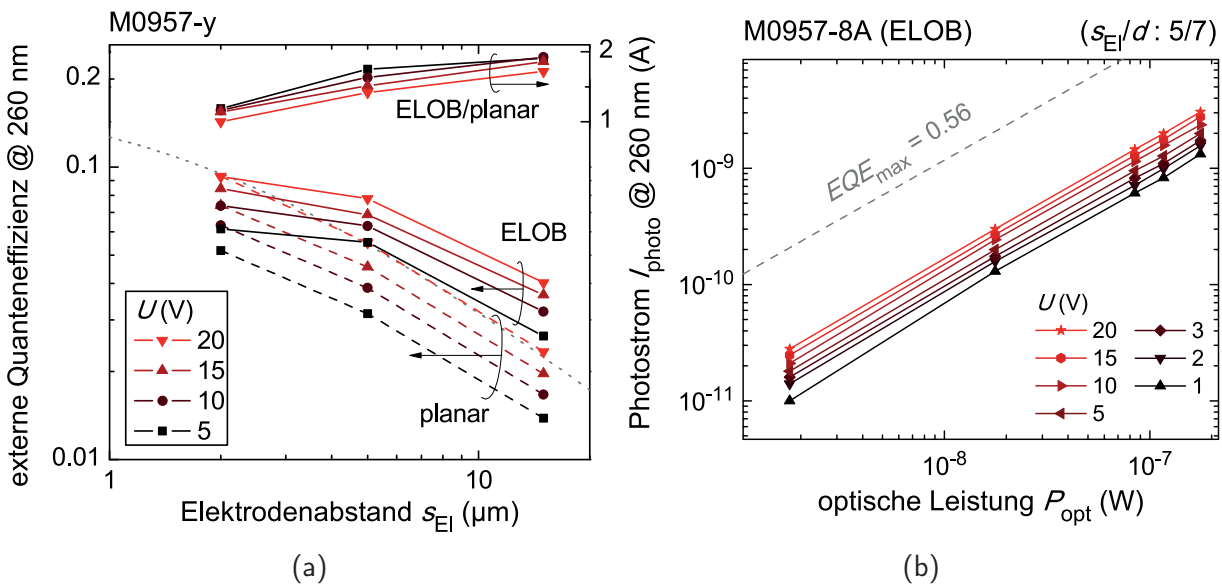 M0957-y
externe Quanteneffizienz @ 260 nm
0.2
0.1
0.01
2
1
Photostrom I_photo @ 260 nm (A)
ELOB/planar
ELOB
planar
U (V)
20
15
10
5
1
10
Elektrodenabstand s_El (µm)
(a)
M0957-8A (ELOB)
(s_El/d : 5/7)
EQE_max = 0.56
10⁻⁹
10⁻¹⁰
10⁻¹¹
U (V)
20
15
10
5
3
2
1
10⁻⁸
10⁻⁷
optische Leistung P_opt (W)
(b)